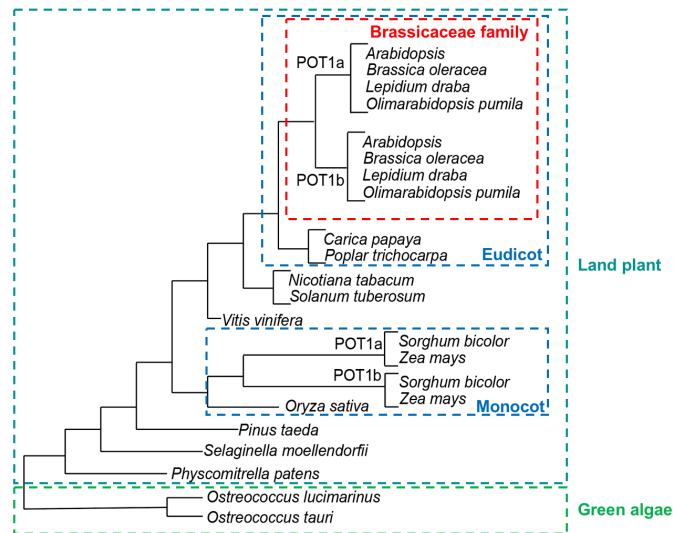 Brassicaceae family
POT1a
Arabidopsis
Brassica oleracea
Lepidium draba
Olimarabidopsis pumila
Arabidopsis
Brassica oleracea
Lepidium draba
POT1b
Olimarabidopsis pumila
Carica papaya
Poplar trichocarpa
Eudicot
Land plant
Nicotiana tabacum
Solanum tuberosum
Vitis vinifera
POT1a
Sorghum bicolor
Zea mays
POT1b
Sorghum bicolor
Zea mays
Oryza sativa
Monocot
Pinus taeda
Selaginella moellendorfii
Physcomitrella patens
Ostreococcus lucimarinus
Ostreococcus tauri
Green algae